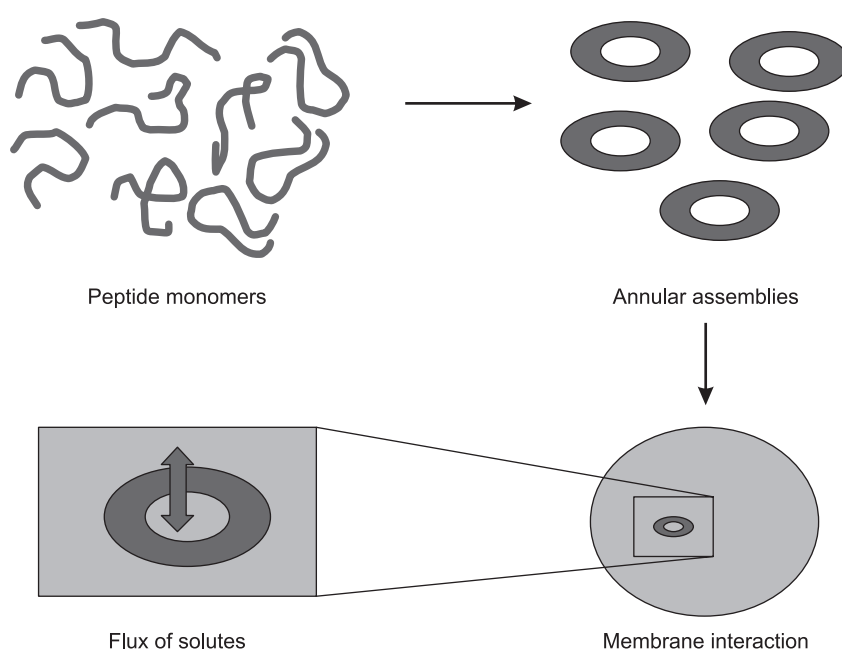 Peptide monomers
Annular assemblies
Flux of solutes
Membrane interaction